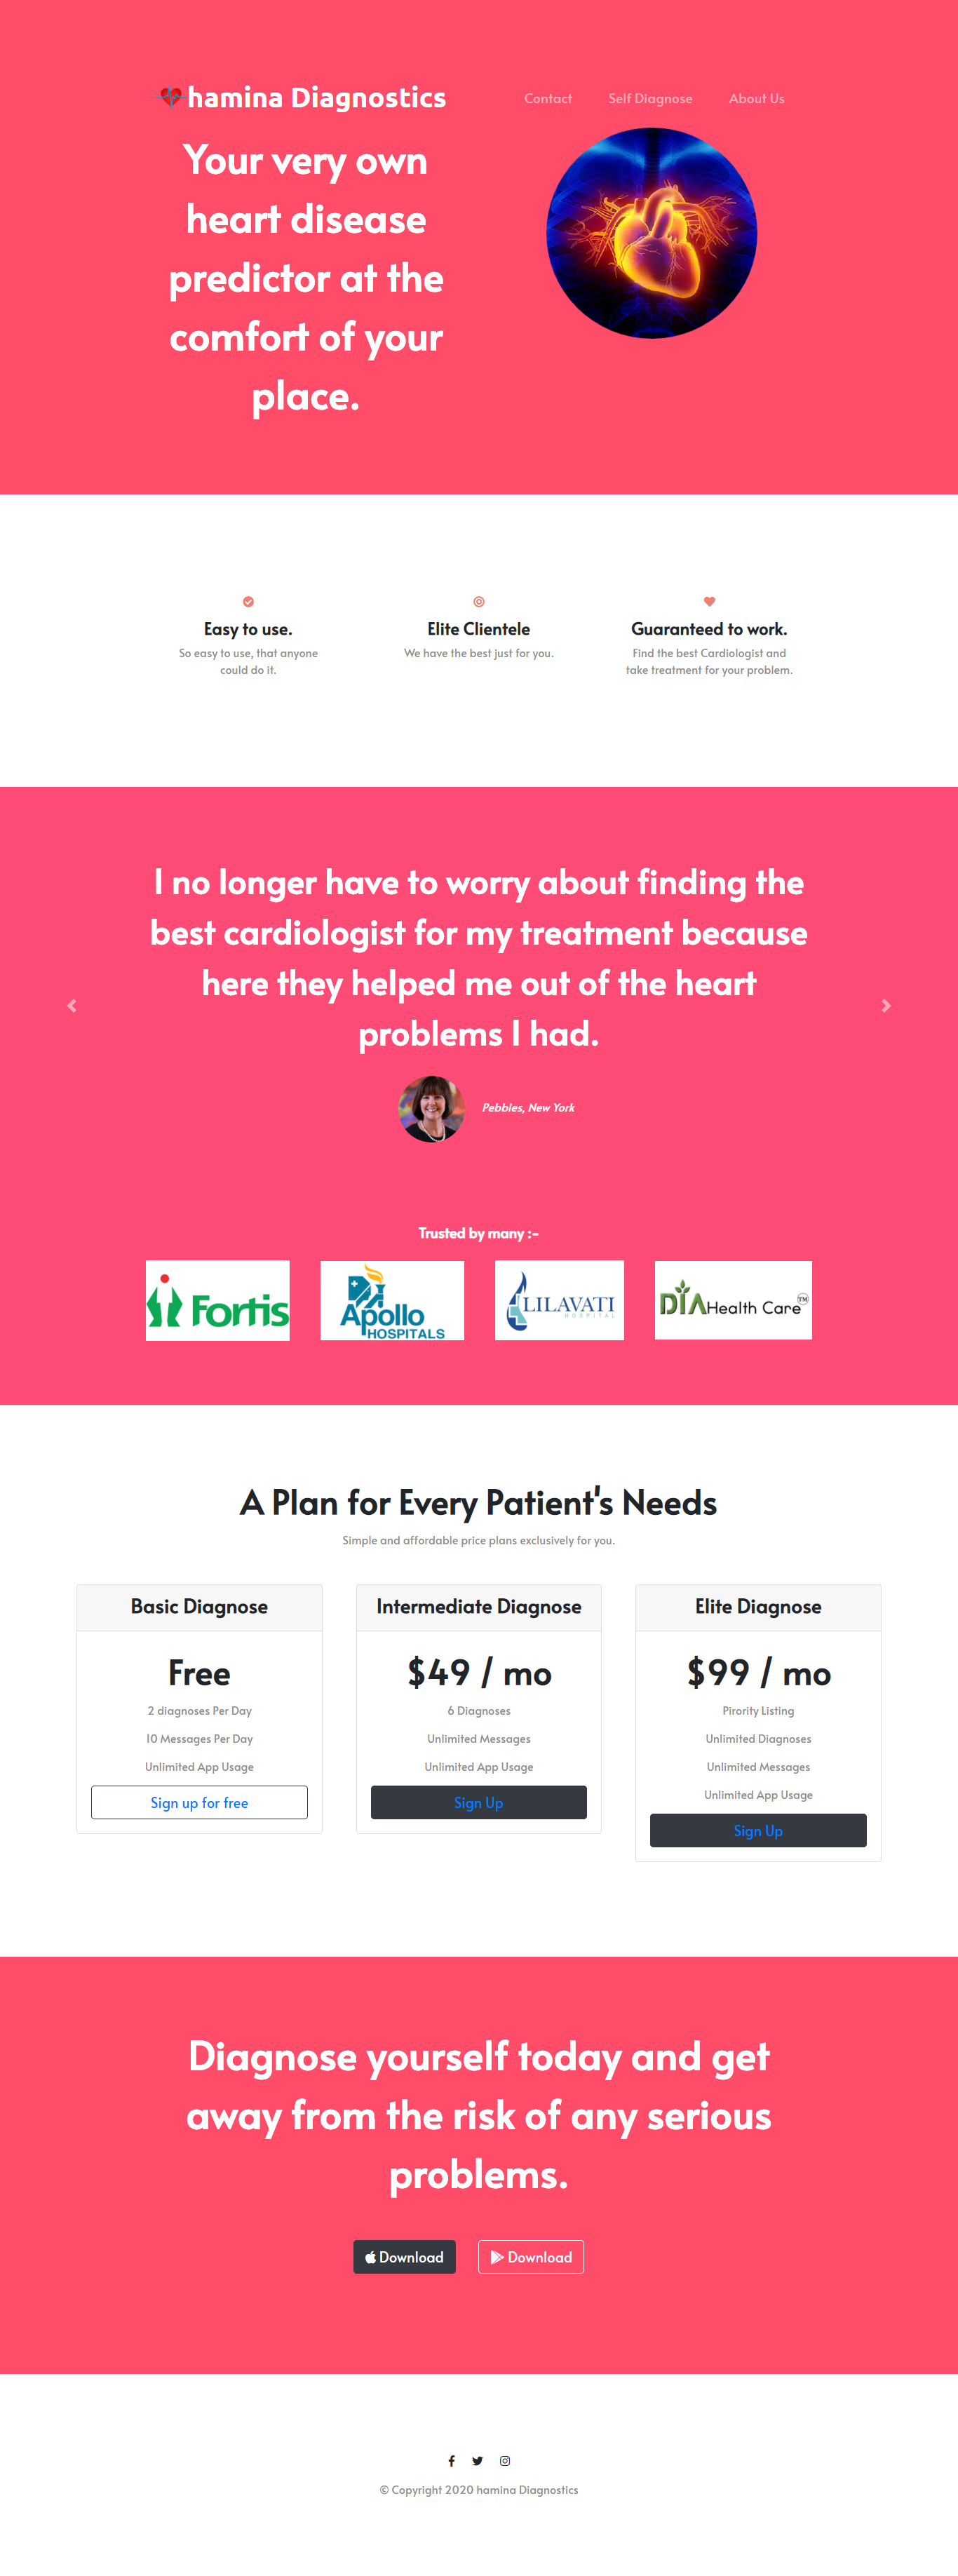 hamina Diagnostics
Contact Self Diagnose About Us
Your very own
heart disease
predictor at the
comfort of your
place.
Easy to use.
So easy to use, that anyone
could do it.
Elite Clientele
We have the best just for you.
Guaranteed to work.
Find the best Cardiologist and
take treatment for your problem.
I no longer have to worry about finding the
best cardiologist for my treatment because
here they helped me out of the heart
problems I had.
Pebbles, New York
Trusted by many :-
Fortis
Apollo
HOSPITALS
LILAVATI
HOSPITAL
DIA Health Care TM
A Plan for Every Patient's Needs
Simple and affordable price plans exclusively for you.
Basic Diagnose
Free
2 diagnoses Per Day
10 Messages Per Day
Unlimited App Usage
Sign up for free
Intermediate Diagnose
$49 / mo
6 Diagnoses
Unlimited Messages
Unlimited App Usage
Sign Up
Elite Diagnose
$99 / mo
Pirority Listing
Unlimited Diagnoses
Unlimited Messages
Unlimited App Usage
Sign Up
Diagnose yourself today and get
away from the risk of any serious
problems.
Download
Download
© Copyright 2020 hamina Diagnostics